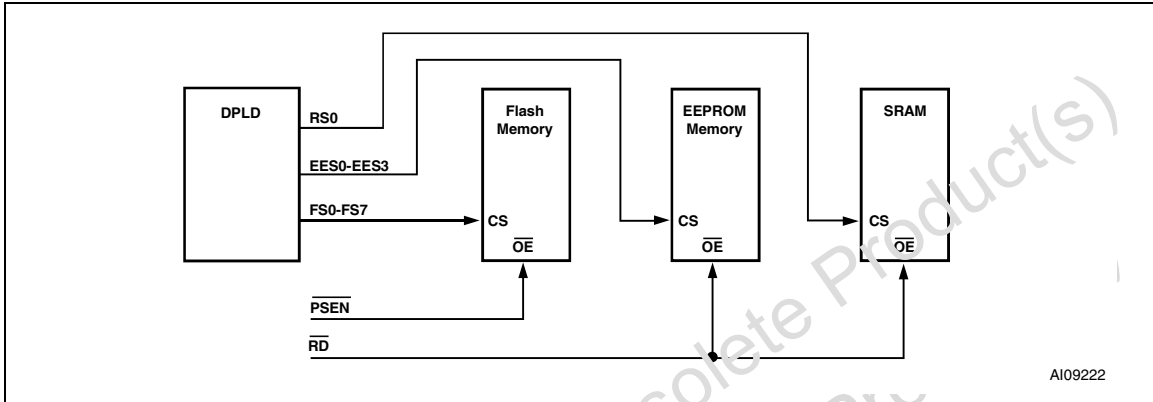 DPLD
RS0
EES0-EES3
FS0-FS7
Flash
Memory
CS
OE
EEPROM
Memory
CS
OE
SRAM
CS
OE
PSEN
RD
solete Product(s)
AI09222